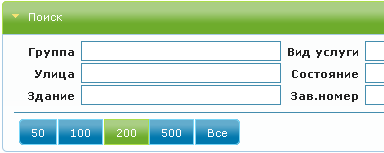 Поиск
Группа Вид услуги
Улица Состояние
Здание Зав.номер
50 100 200 500 Все